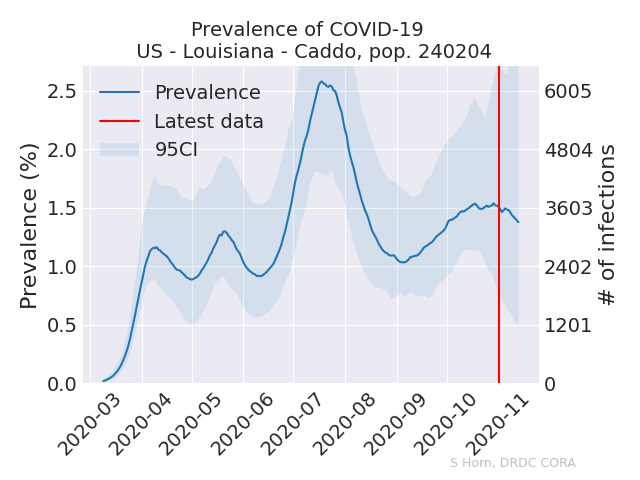 Prevalence of COVID-19
US - Louisiana - Caddo, pop. 240204
Prevalence
Latest data
95CI
Prevalence (%)
2.5
2.0
1.5
1.0
0.5
0.0
6005
4804
3603
2402
1201
0
# of infections
2020-03
2020-04
2020-05
2020-06
2020-07
2020-08
2020-09
2020-10
2020-11
S Horn, DRDC CORA